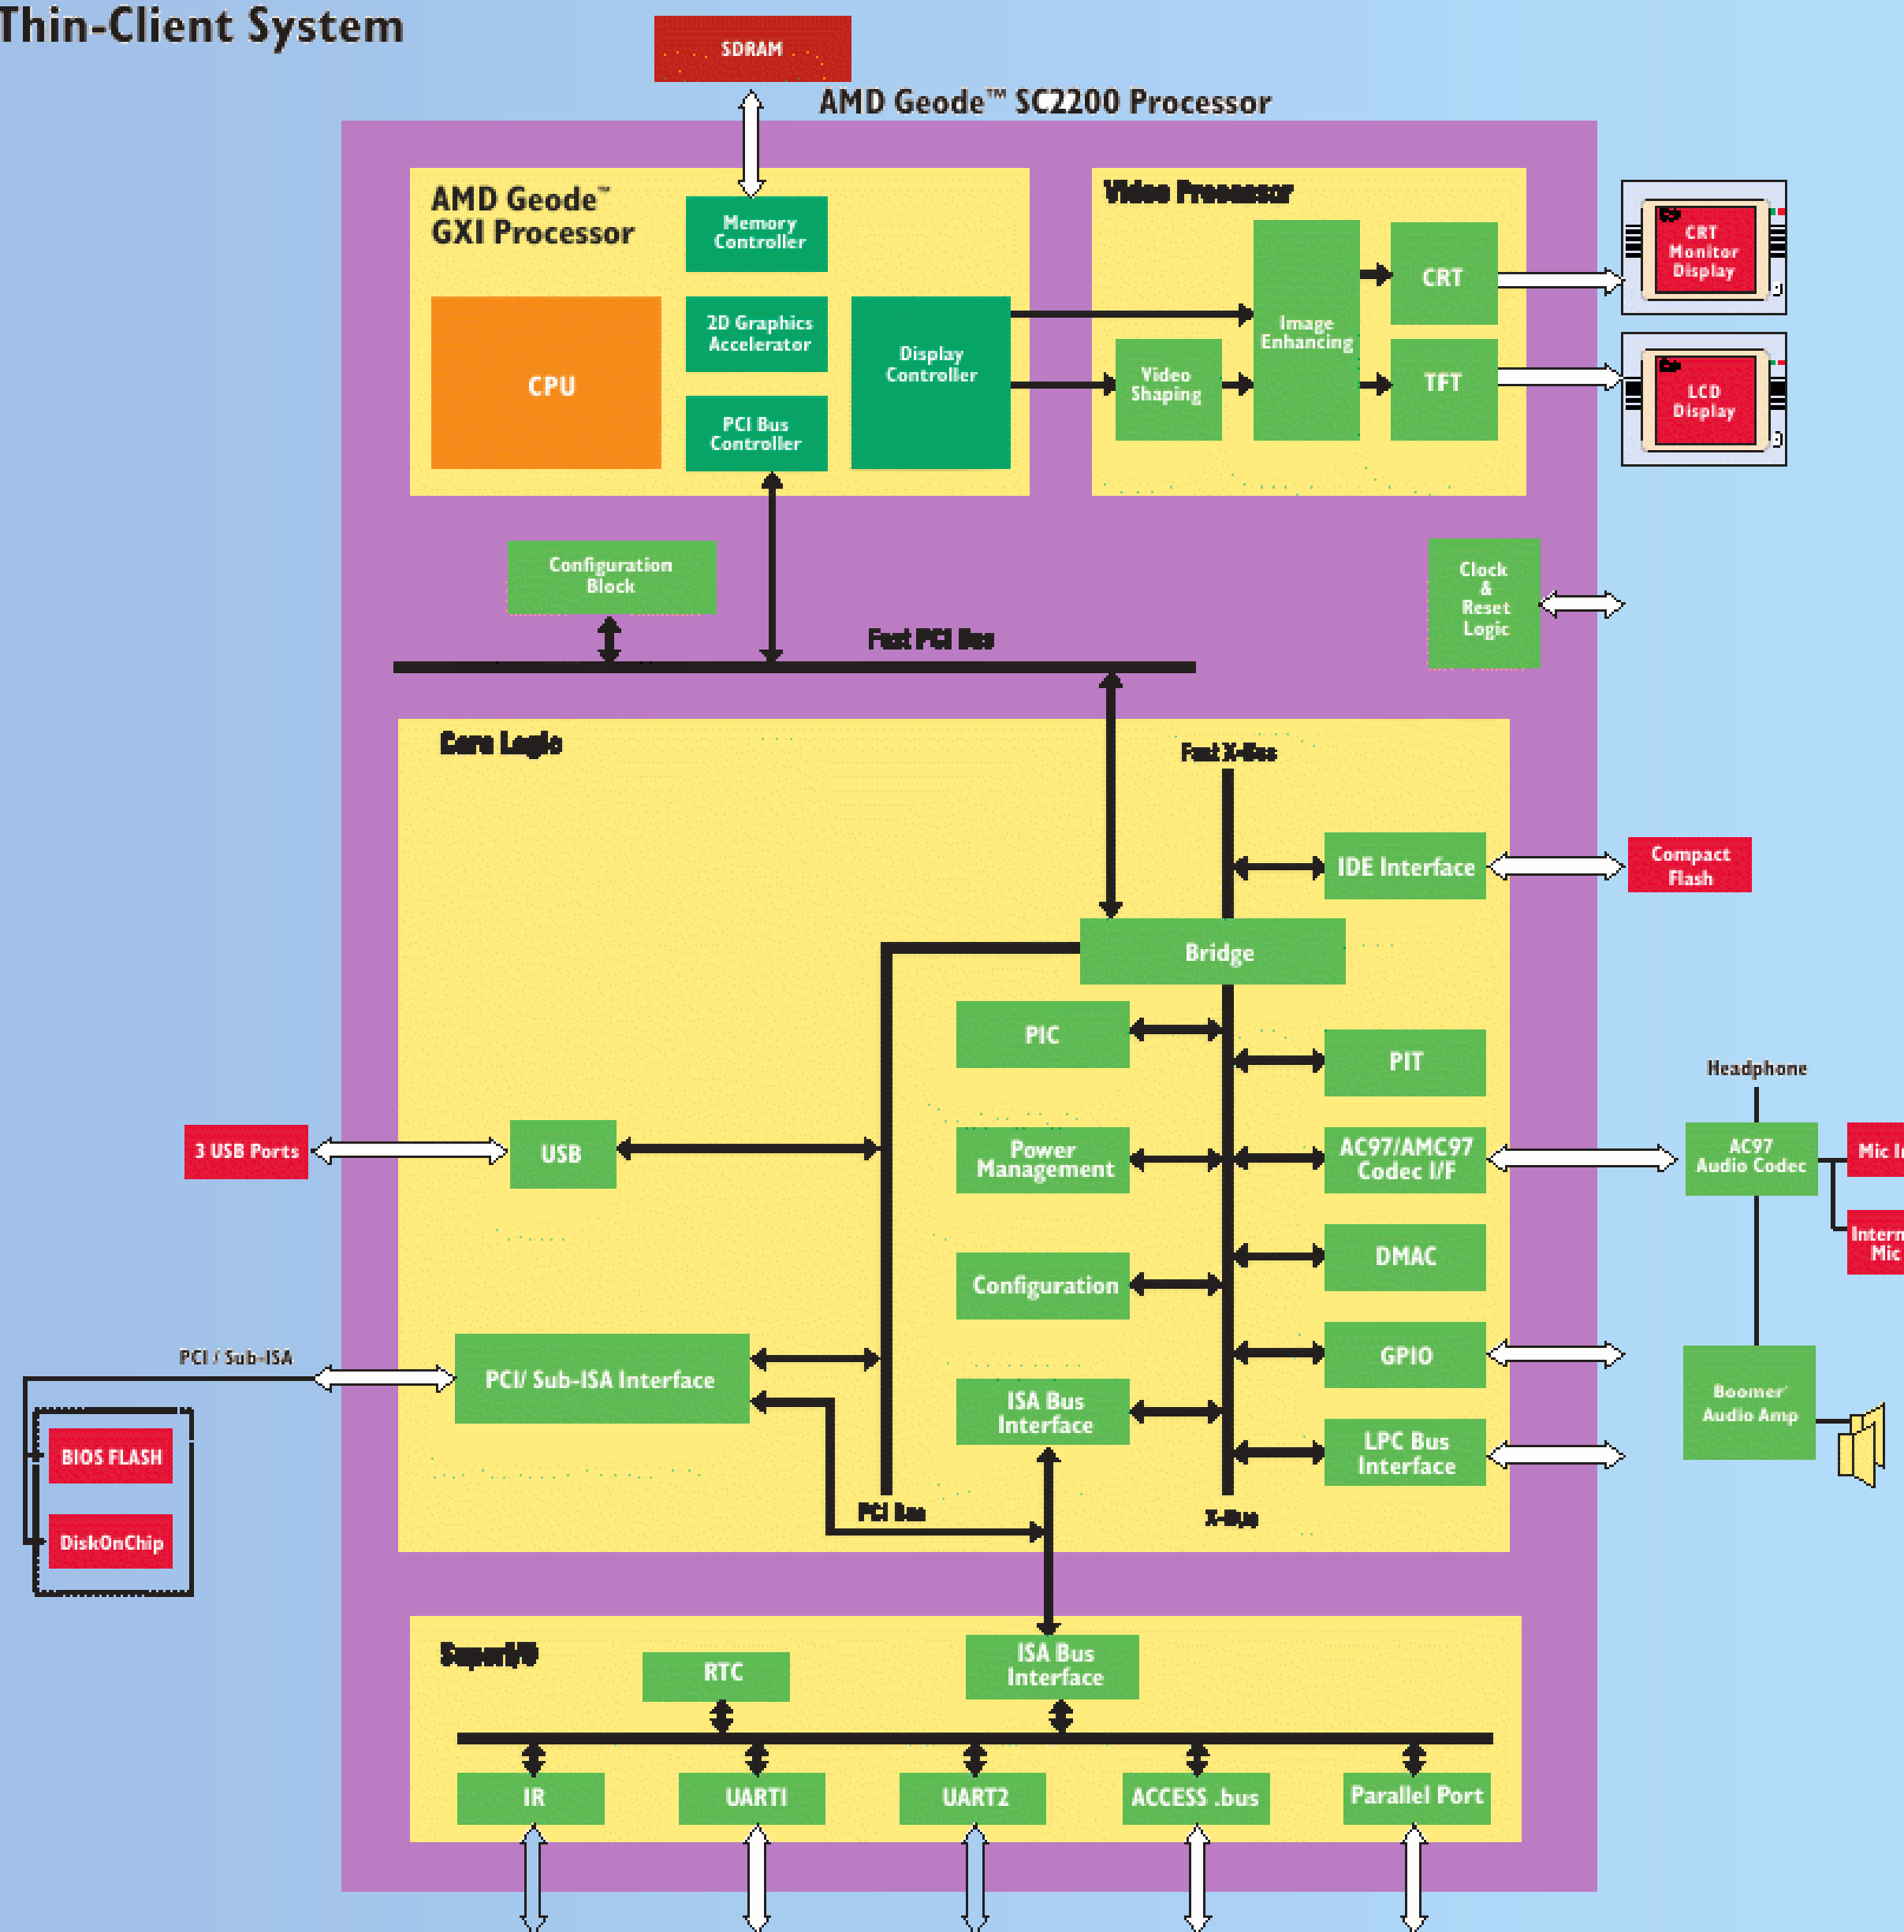 Thin-Client System
SDRAM
AMD Geode™ SC2200 Processor
AMD Geode™
GXI Processor
Memory
Controller
CPU
2D Graphics
Accelerator
PCI Bus
Controller
Display
Controller
Video Processor
Video
Shaping
Image
Enhancing
CRT
TFT
CRT
Monitor
Display
LCD
Display
Configuration
Block
Fast PCI Bus
Clock
&
Reset
Logic
Core Logic
Fast X-Bus
IDE Interface
Compact
Flash
Bridge
PIC
PIT
Headphone
3 USB Ports
USB
Power
Management
AC97/AMC97
Codec I/F
AC97
Audio Codec
Mic
Mic
Configuration
DMAC
PCI / Sub-ISA
PCI/ Sub-ISA Interface
GPIO
ISA Bus
Interface
LPC Bus
Interface
Boomer
Audio Amp
BIOS FLASH
DiskOnChip
PCI Bus
X-Bus
SuperI/O
RTC
ISA Bus
Interface
IR
UART1
UART2
ACCESS .bus
Parallel Port